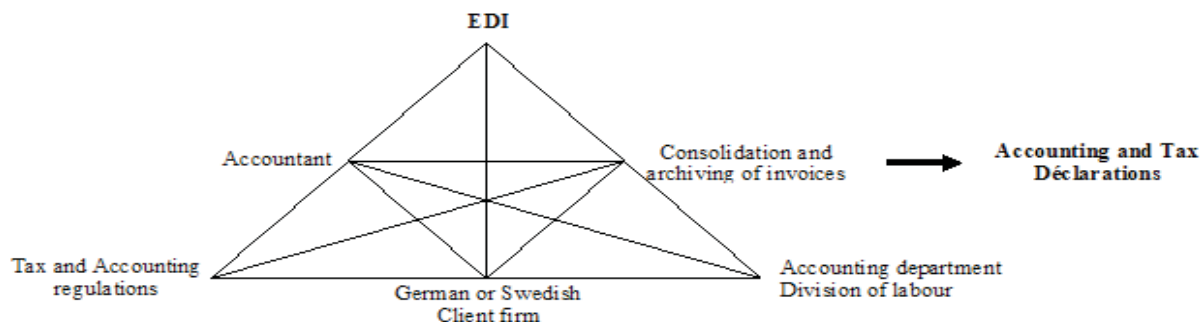 EDI
Accountant
Consolidation and
archiving of invoices
Accounting and Tax
Déclarations
Tax and Accounting
regulations
German or Swedish
Client firm
Accounting department
Division of labour